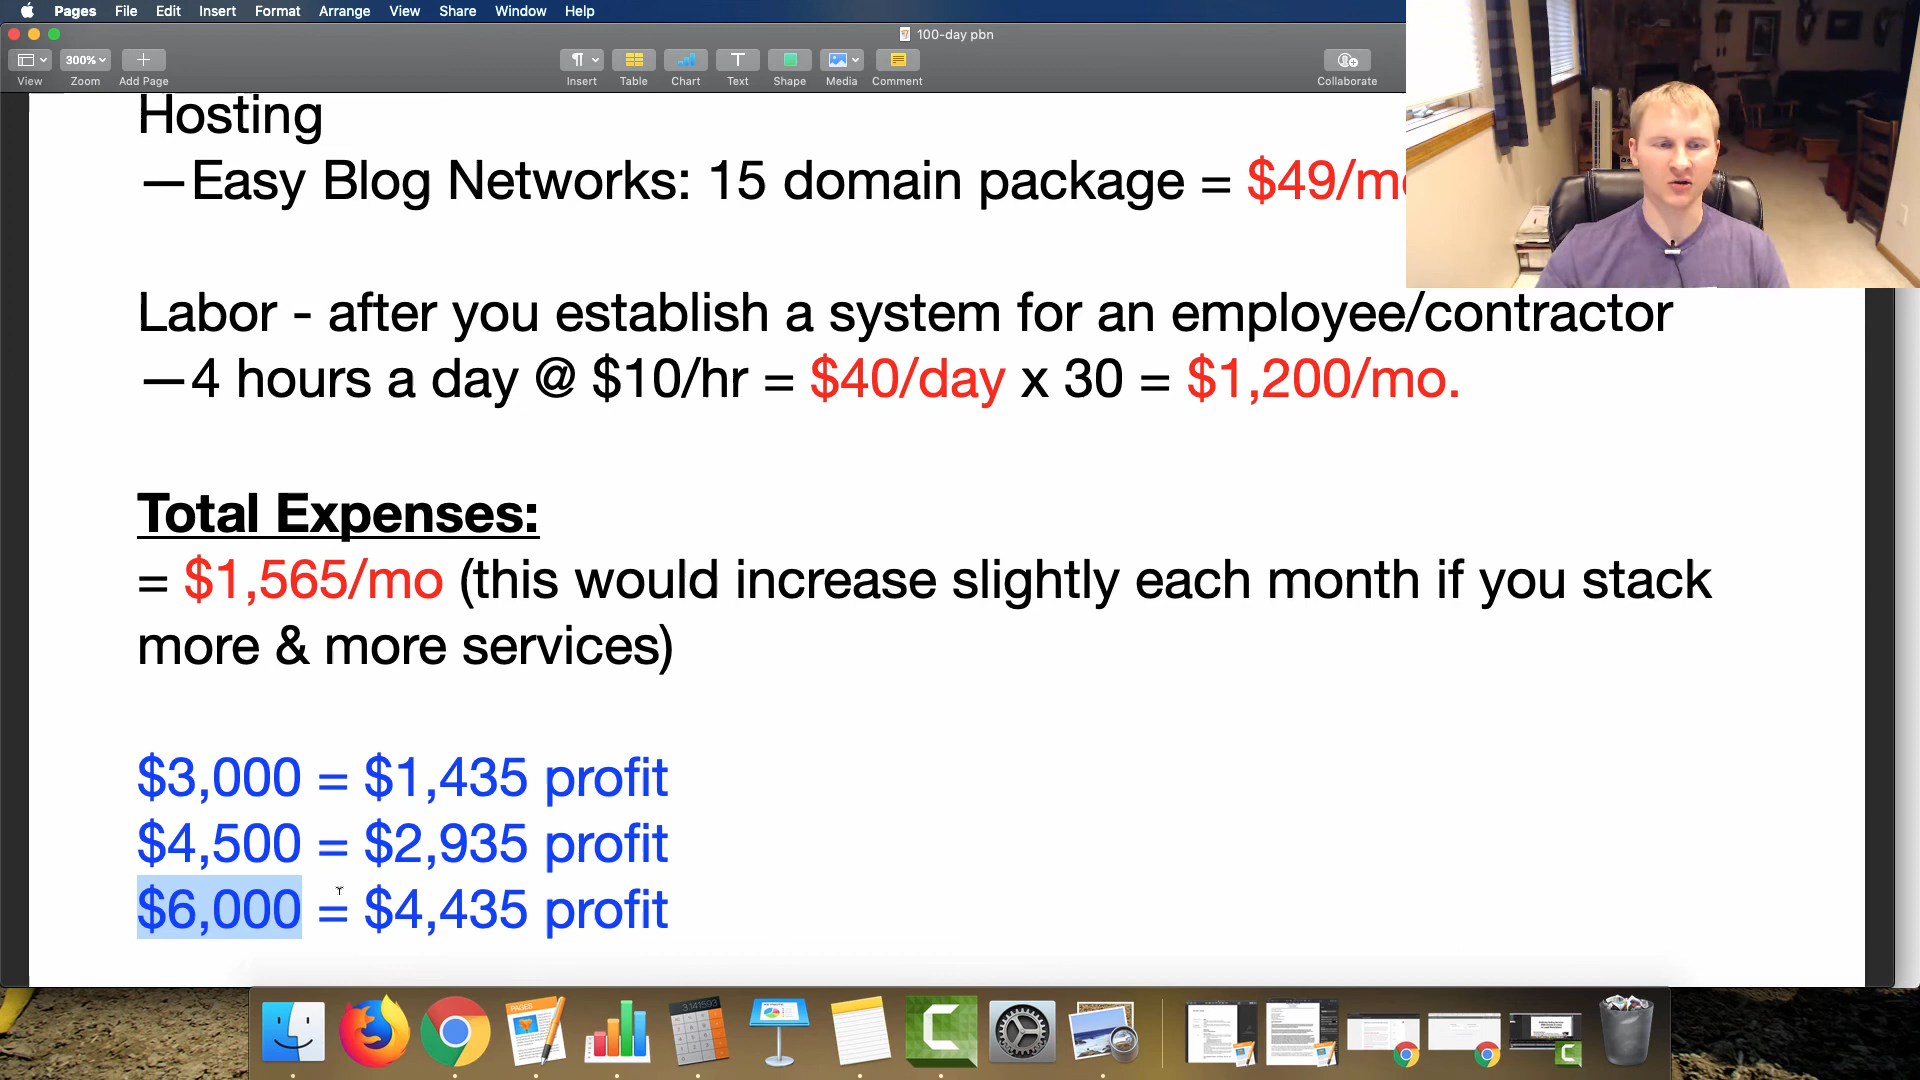 Pages File Edit Insert Format Arrange View Share Window Help
100-day pbn
300%
View Zoom Add Page Insert Table Chart Text Shape Media Comment Collaborate
Hosting
—Easy Blog Networks: 15 domain package = $49/mo
Labor - after you establish a system for an employee/contractor
—4 hours a day @ $10/hr = $40/day x 30 = $1,200/mo.
Total Expenses:
= $1,565/mo (this would increase slightly each month if you stack
more & more services)
$3,000 = $1,435 profit
$4,500 = $2,935 profit
$6,000 = $4,435 profit
PAGES
3.141593